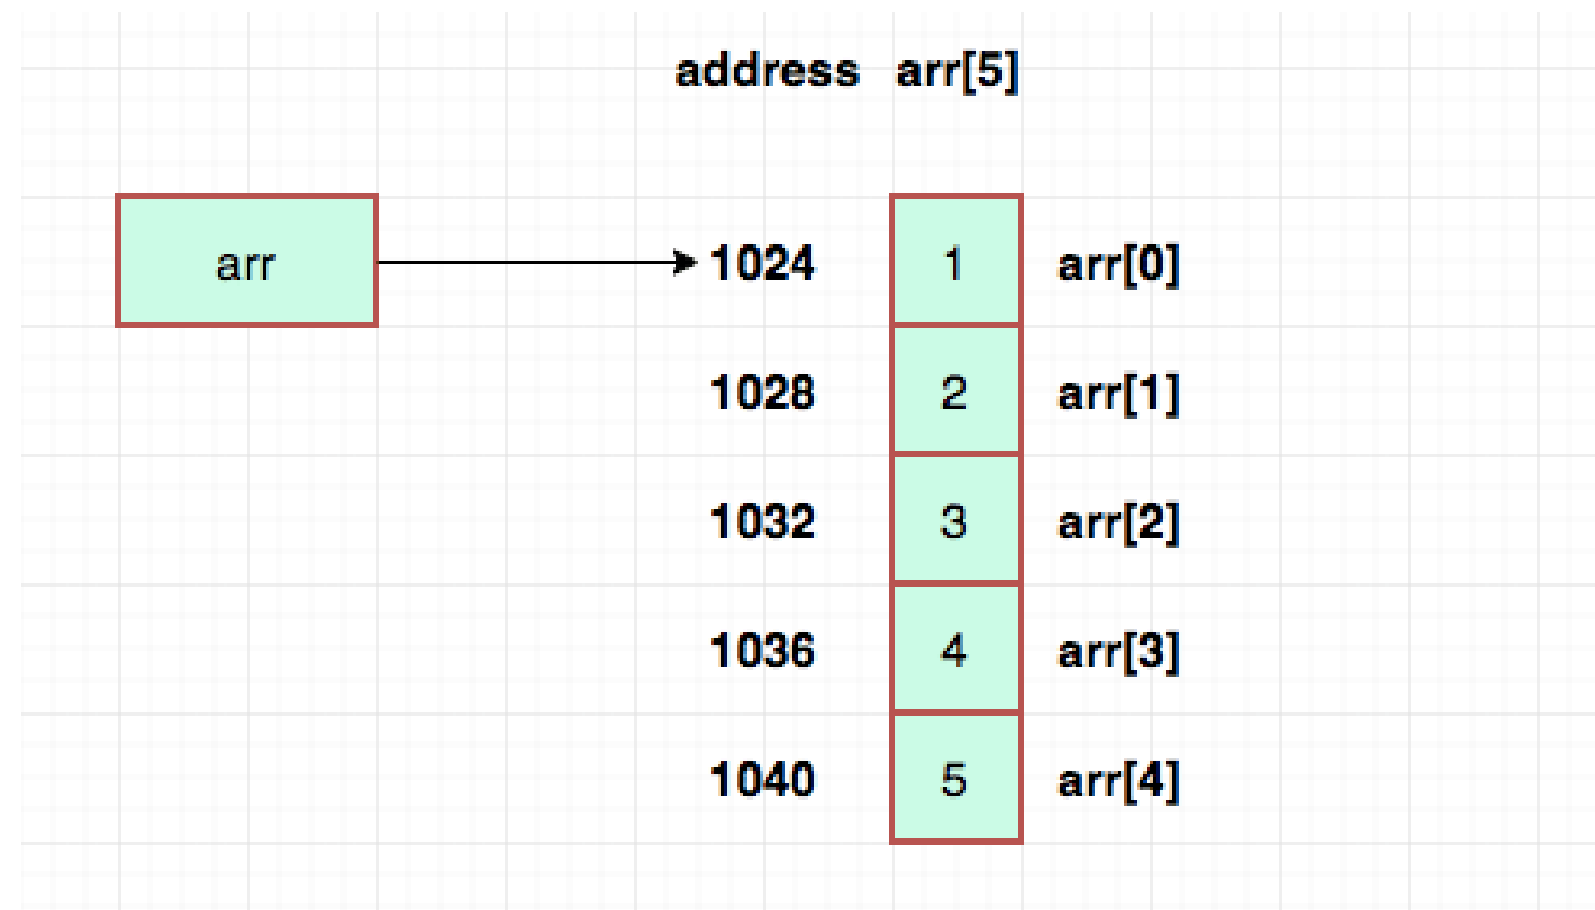 address arr[5]
arr 1024 1 arr[0]
1028 2 arr[1]
1032 3 arr[2]
1036 4 arr[3]
1040 5 arr[4]